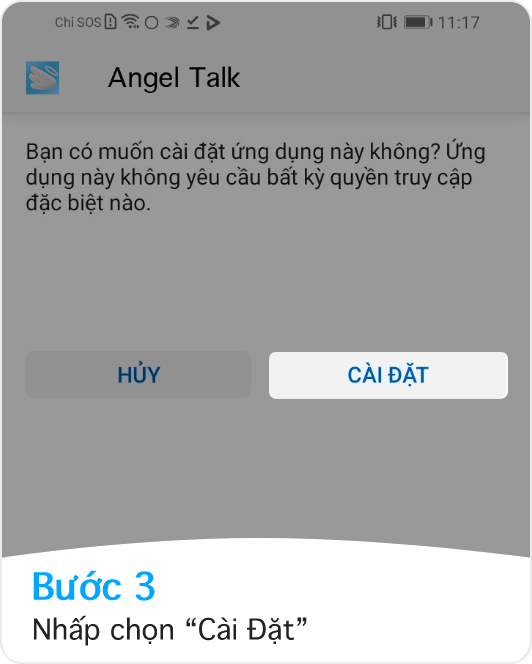 Chỉ SOS 11:17
Angel Talk
Bạn có muốn cài đặt ứng dụng này không? Ứng
dụng này không yêu cầu bất kỳ quyền truy cập
đặc biệt nào.
HỦY CÀI ĐẶT
Bước 3
Nhấp chọn “Cài Đặt”